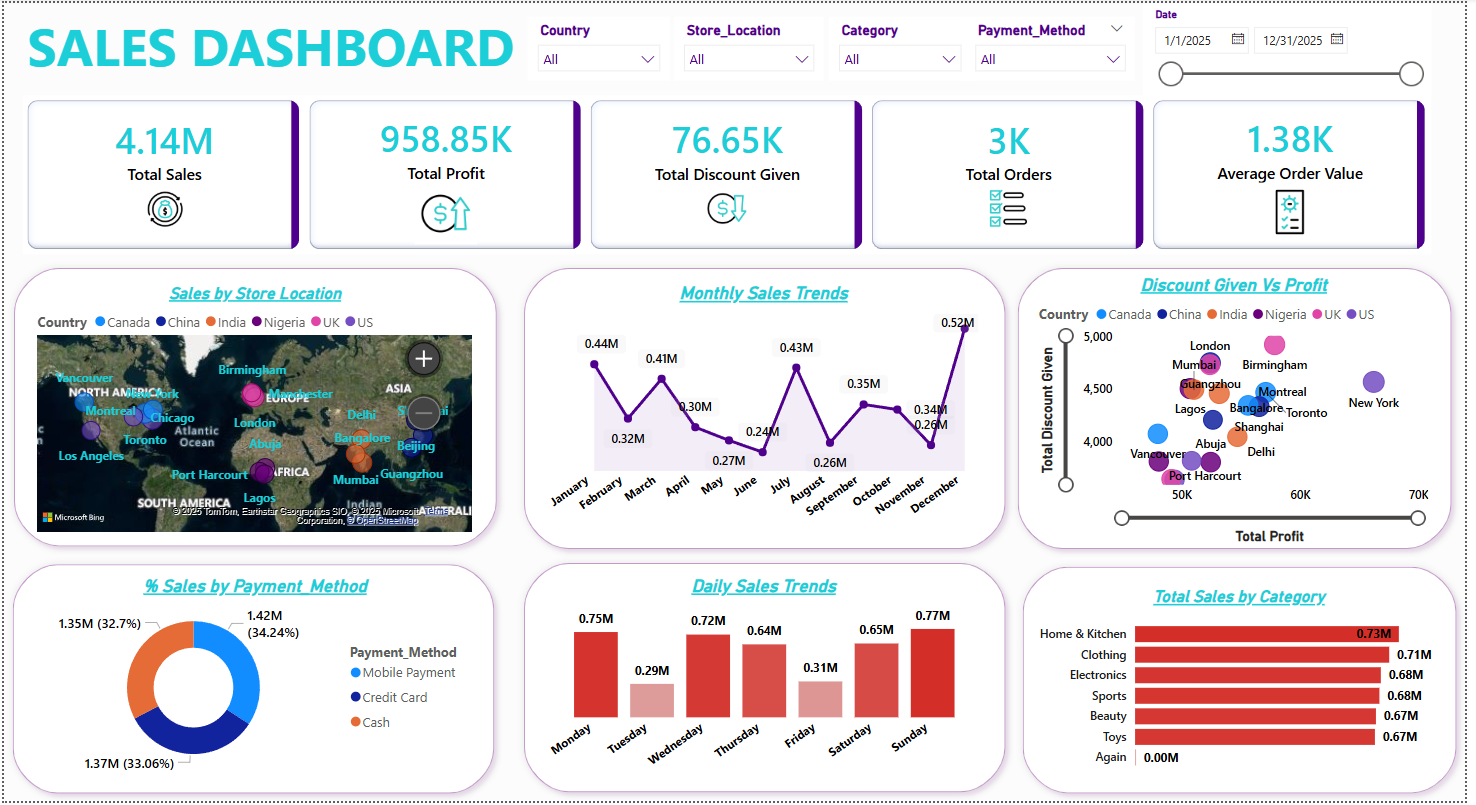 SALES DASHBOARD
Country
All
Store_Location
All
Category
All
Payment_Method
All
Date
1/1/2025
12/31/2025
4.14M
Total Sales
958.85K
Total Profit
76.65K
Total Discount Given
3K
Total Orders
1.38K
Average Order Value
Sales by Store Location
Country Canada China India Nigeria UK US
Vancouver
NORTH AMERICA
Montreal
Chicago
Toronto
Los Angeles
Atlantic
Ocean
Birmingham
Manchester
EUROPE
London
ASIA
Delhi
Bangalore
Beijing
Abuja
Port Harcourt
AFRICA
Lagos
Mumbai
Guangzhou
SOUTH AMERICA
Indian
Microsoft Bing
© 2025 TomTom, Earthstar Geographics SIO, © 2025 Microsoft
Corporation, © OpenStreetMap
Terms
Monthly Sales Trends
0.44M
0.32M
0.41M
0.30M
0.27M
0.24M
0.43M
0.26M
0.35M
0.34M
0.26M
0.52M
January
February
March
April
May
June
July
August
September
October
November
December
Discount Given Vs Profit
Country Canada China India Nigeria UK US
Total Discount Given
5,000
4,500
4,000
London
Mumbai
Birmingham
Guangzhou
Montreal
New York
Lagos
Bangalore
Toronto
Shanghai
Abuja
Delhi
Vancouver
Port Harcourt
50K
60K
70K
Total Profit
% Sales by Payment_Method
1.35M (32.7%)
1.42M
(34.24%)
1.37M (33.06%)
Payment_Method
Mobile Payment
Credit Card
Cash
Daily Sales Trends
0.75M
0.29M
0.72M
0.64M
0.31M
0.65M
0.77M
Monday
Tuesday
Wednesday
Thursday
Friday
Saturday
Sunday
Total Sales by Category
Home & Kitchen 0.73M
Clothing 0.71M
Electronics 0.68M
Sports 0.68M
Beauty 0.67M
Toys 0.67M
Again 0.00M